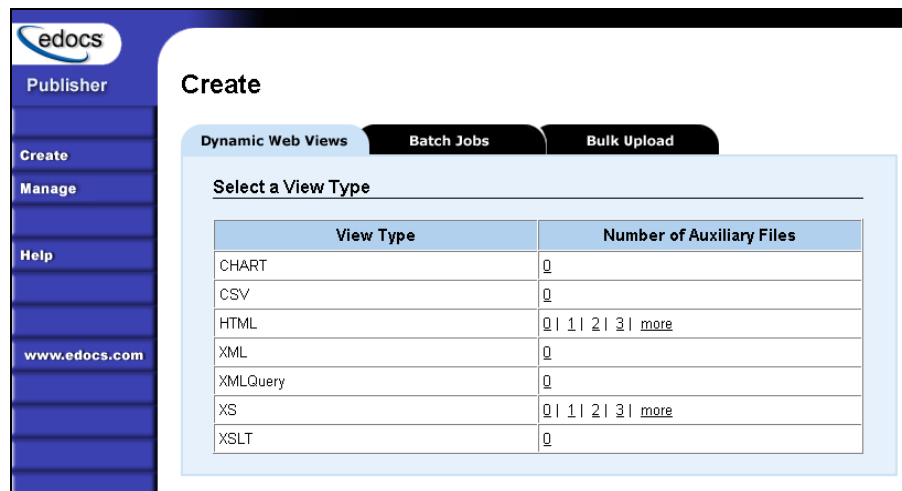 edocs
Publisher
Create
Manage
Help
www.edocs.com
Create
Dynamic Web Views Batch Jobs Bulk Upload
Select a View Type
View Type Number of Auxiliary Files
CHART 0
CSV 0
HTML 0 | 1 | 2 | 3 | more
XML 0
XMLQuery 0
XS 0 | 1 | 2 | 3 | more
XSLT 0